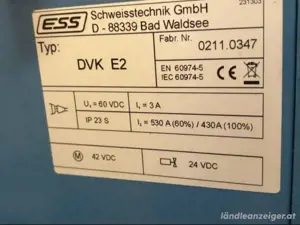 231303
ESS
Schweisstechnik GmbH
D - 88339 Bad Waldsee
Typ:
Fabr. Nr.
DVK E2
0211.0347
EN 60974-5
IEC 60974-5
U₁ = 60 VDC
I₁ = 3 A
IP 23 S
I₂ = 530 A (60%) / 430A (100%)
M
42 VDC
24 VDC
ländleanzeiger.at